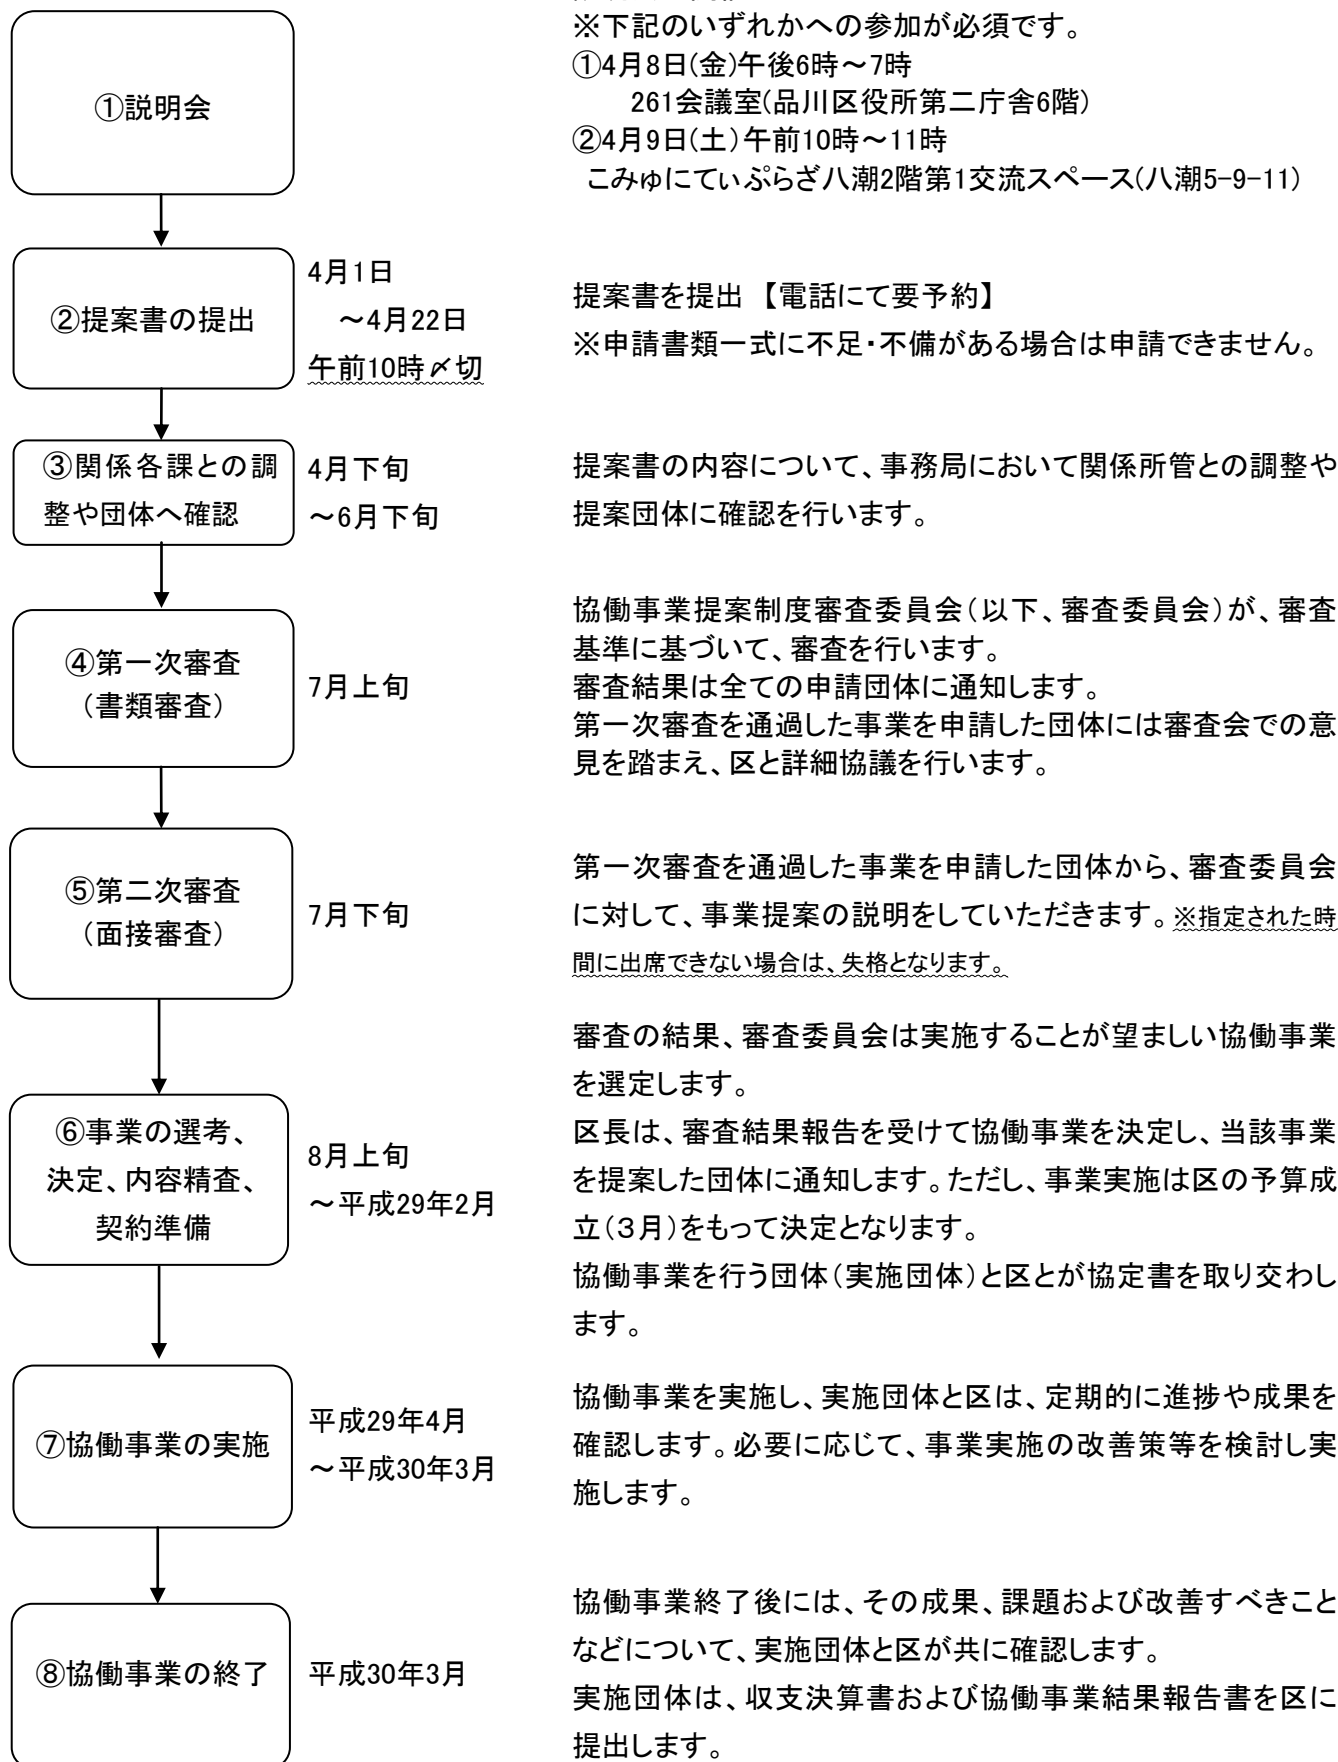 ※下記のいずれかへの参加が必須です。
①4月8日(金)午後6時～7時
261会議室(品川区役所第二庁舎6階)
②4月9日(土)午前10時～11時
こみゅにてぃぷらざ八潮2階第1交流スペース(八潮5-9-11)
①説明会
②提案書の提出
4月1日
～4月22日
午前10時〆切
提案書を提出 【電話にて要予約】
※申請書類一式に不足・不備がある場合は申請できません。
③関係各課との調
整や団体へ確認
4月下旬
～6月下旬
提案書の内容について、事務局において関係所管との調整や
提案団体に確認を行います。
④第一次審査
（書類審査）
7月上旬
協働事業提案制度審査委員会（以下、審査委員会）が、審査
基準に基づいて、審査を行います。
審査結果は全ての申請団体に通知します。
第一次審査を通過した事業を申請した団体には審査会での意
見を踏まえ、区と詳細協議を行います。
⑤第二次審査
（面接審査）
7月下旬
第一次審査を通過した事業を申請した団体から、審査委員会
に対して、事業提案の説明をしていただきます。※指定された時
間に出席できない場合は、失格となります。
⑥事業の選考、
決定、内容精査、
契約準備
8月上旬
～平成29年2月
審査の結果、審査委員会は実施することが望ましい協働事業
を選定します。
区長は、審査結果報告を受けて協働事業を決定し、当該事業
を提案した団体に通知します。ただし、事業実施は区の予算成
立（３月）をもって決定となります。
協働事業を行う団体（実施団体）と区とが協定書を取り交わし
ます。
⑦協働事業の実施
平成29年4月
～平成30年3月
協働事業を実施し、実施団体と区は、定期的に進捗や成果を
確認します。必要に応じて、事業実施の改善策等を検討し実
施します。
⑧協働事業の終了
平成30年3月
協働事業終了後には、その成果、課題および改善すべきこと
などについて、実施団体と区が共に確認します。
実施団体は、収支決算書および協働事業結果報告書を区に
提出します。